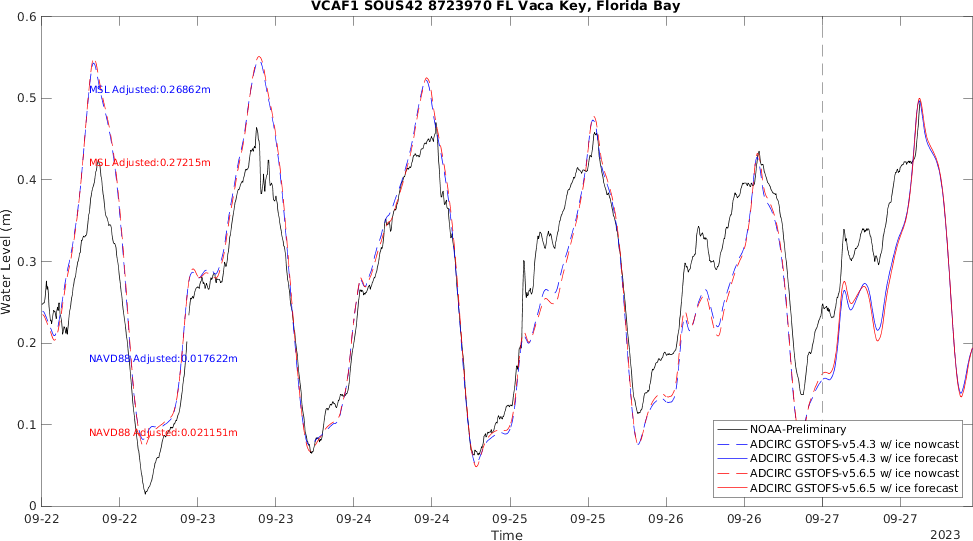 VCAF1 SOUS42 8723970 FL Vaca Key, Florida Bay
0.6
0.5
0.4
0.3
0.2
0.1
0
Water Level (m)
MSL Adjusted:0.26862m
MSL Adjusted:0.27215m
NAVD88 Adjusted:0.017622m
NAVD88 Adjusted:0.021151m
NOAA-Preliminary
ADCIRC GSTOFS-v5.4.3 w/ ice nowcast
ADCIRC GSTOFS-v5.4.3 w/ ice forecast
ADCIRC GSTOFS-v5.6.5 w/ ice nowcast
ADCIRC GSTOFS-v5.6.5 w/ ice forecast
09-22 09-22 09-23 09-23 09-24 09-24 09-25 09-25 09-26 09-26 09-27 09-27
Time
2023